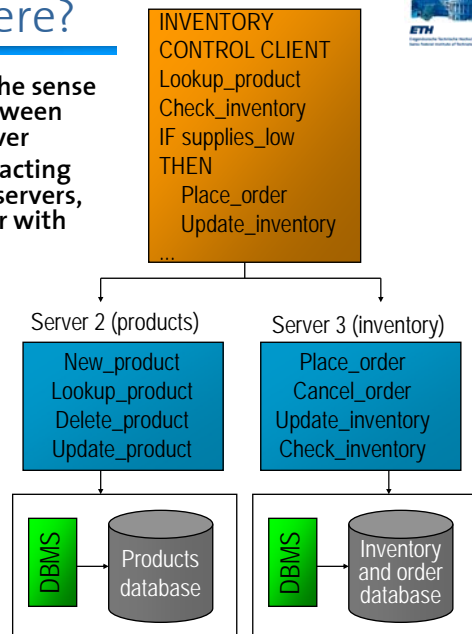 ere?
he sense
ween
ver
acting
servers,
r with
ETH
INVENTORY
CONTROL CLIENT
Lookup_product
Check_inventory
IF supplies_low
THEN
Place_order
Update_inventory
...
Server 2 (products)
Server 3 (inventory)
New_product
Lookup_product
Delete_product
Update_product
Place_order
Cancel_order
Update_inventory
Check_inventory
DBMS
Products
database
DBMS
Inventory
and order
database